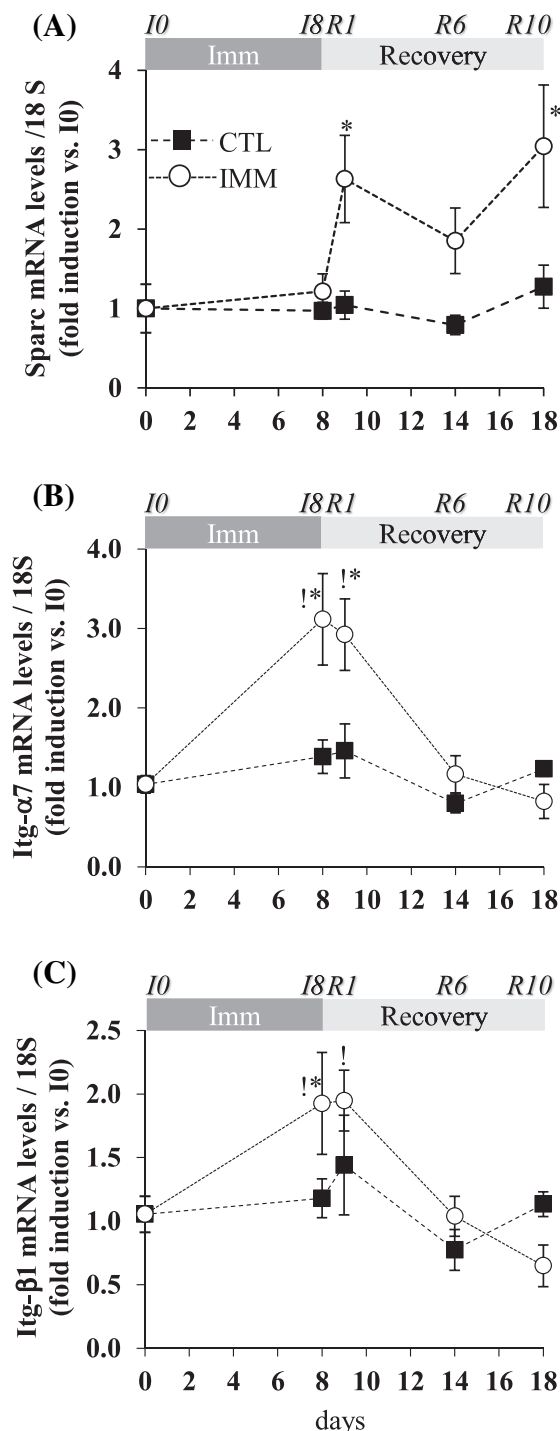 (A)
I0 I8 R1 R6 R10
Imm Recovery
Sparc mRNA levels /18 S
(fold induction vs. I0)
4
3
2
1
0
CTL
IMM
*
*
0 2 4 6 8 10 12 14 16 18
(B)
I0 I8 R1 R6 R10
Imm Recovery
Itg-α7 mRNA levels / 18S
(fold induction vs. I0)
4.0
3.0
2.0
1.0
0.0
!* !*
0 2 4 6 8 10 12 14 16 18
(C)
I0 I8 R1 R6 R10
Imm Recovery
Itg-β1 mRNA levels / 18S
(fold induction vs. I0)
2.5
2.0
1.5
1.0
0.5
0.0
!* !
0 2 4 6 8 10 12 14 16 18
days